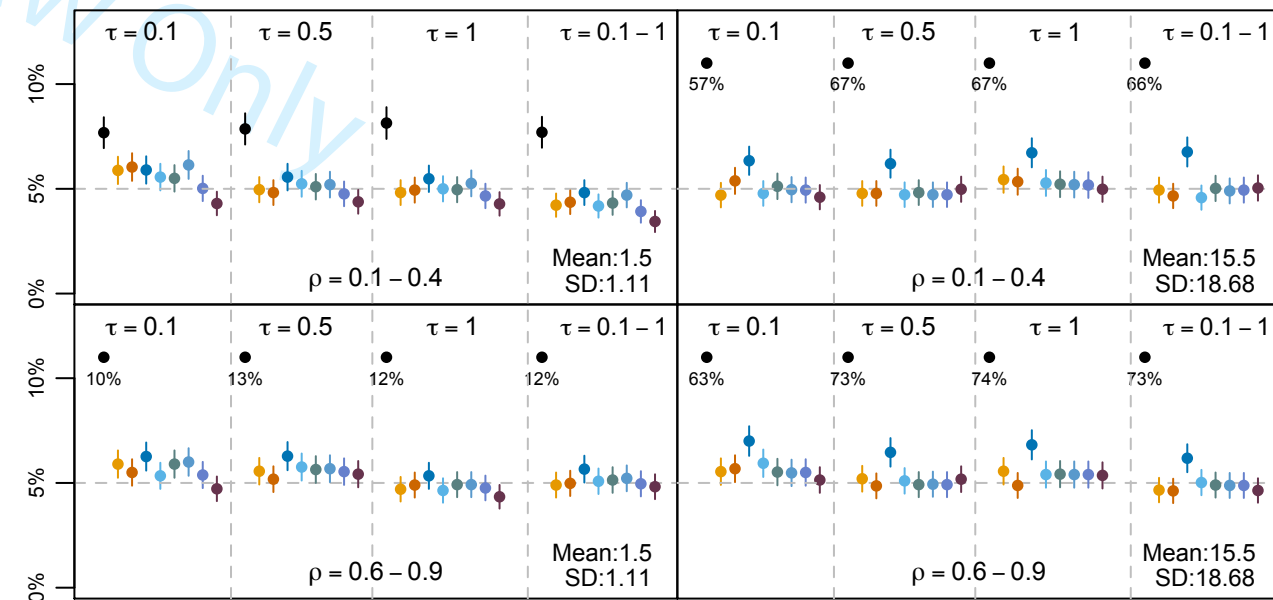 w Only
τ = 0.1 τ = 0.5 τ = 1 τ = 0.1 – 1 τ = 0.1 τ = 0.5 τ = 1 τ = 0.1 – 1
10%
57% 67% 67% 66%
5%
Mean:1.5 Mean:15.5
ρ = 0.1 – 0.4 SD:1.11 ρ = 0.1 – 0.4 SD:18.68
0%
τ = 0.1 τ = 0.5 τ = 1 τ = 0.1 – 1 τ = 0.1 τ = 0.5 τ = 1 τ = 0.1 – 1
10%
10% 13% 12% 12% 63% 73% 74% 73%
5%
Mean:1.5 Mean:15.5
ρ = 0.6 – 0.9 SD:1.11 ρ = 0.6 – 0.9 SD:18.68
0%